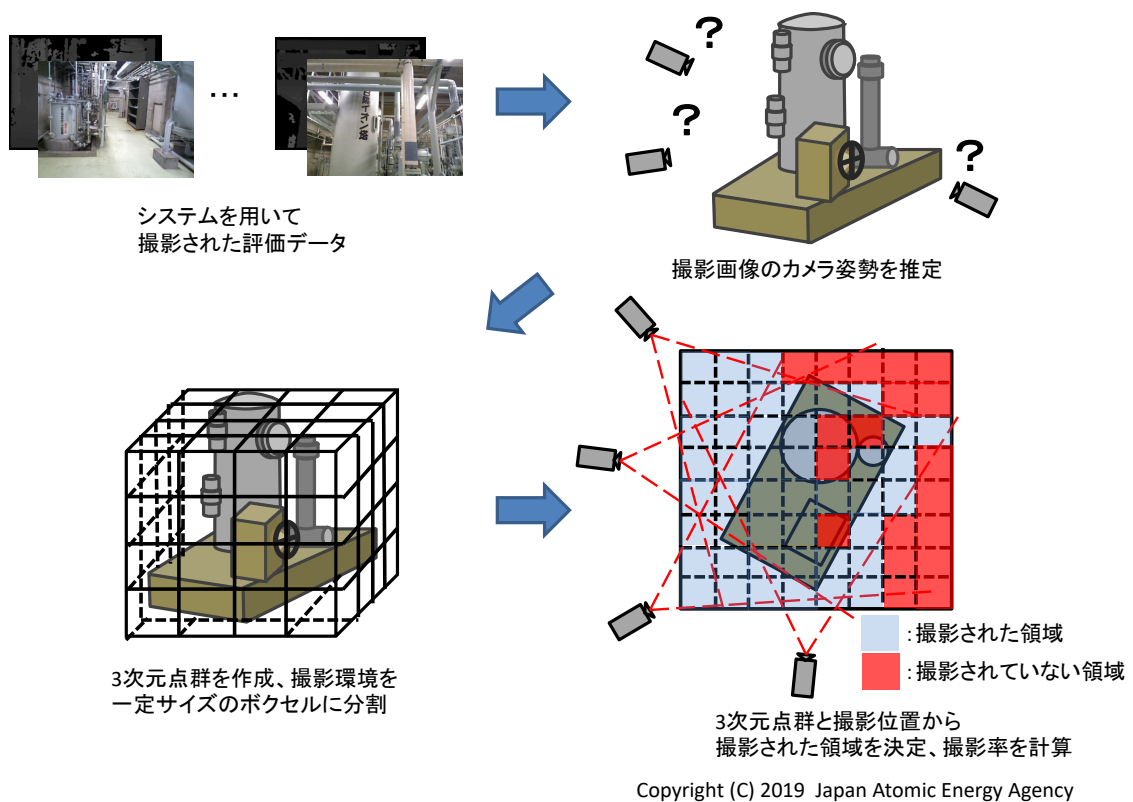 …
?
?
?
システムを用いて
撮影された評価データ
撮影画像のカメラ姿勢を推定
3次元点群を作成、撮影環境を
一定サイズのボクセルに分割
:撮影された領域
:撮影されていない領域
3次元点群と撮影位置から
撮影された領域を決定、撮影率を計算
Copyright (C) 2019 Japan Atomic Energy Agency